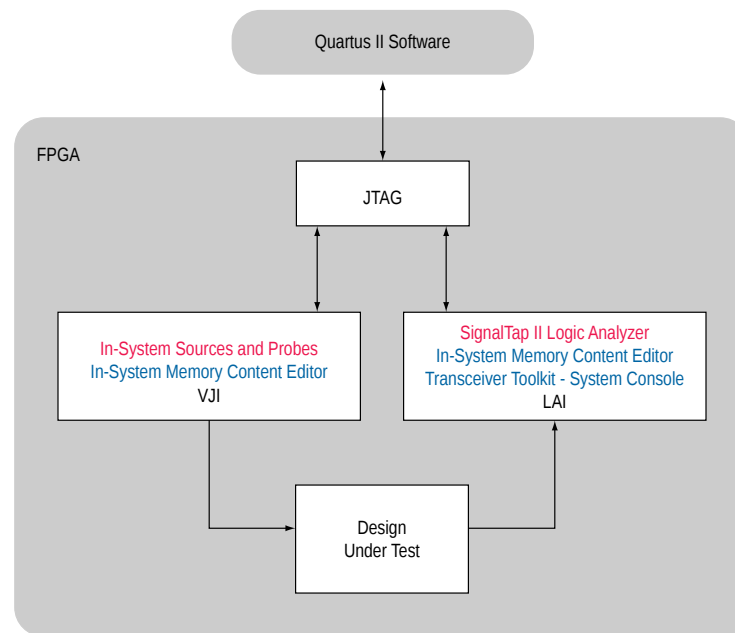 Quartus II Software
FPGA
JTAG
In-System Sources and Probes
In-System Memory Content Editor
VJI
SignalTap II Logic Analyzer
In-System Memory Content Editor
Transceiver Toolkit - System Console
LAI
Design
Under Test